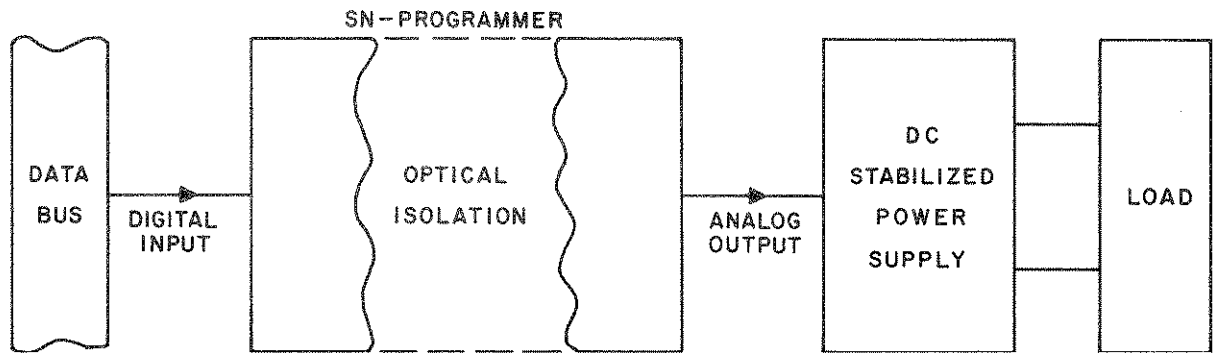 SN-PROGRAMMER
DATA
BUS
DIGITAL
INPUT
OPTICAL
ISOLATION
ANALOG
OUTPUT
DC
STABILIZED
POWER
SUPPLY
LOAD